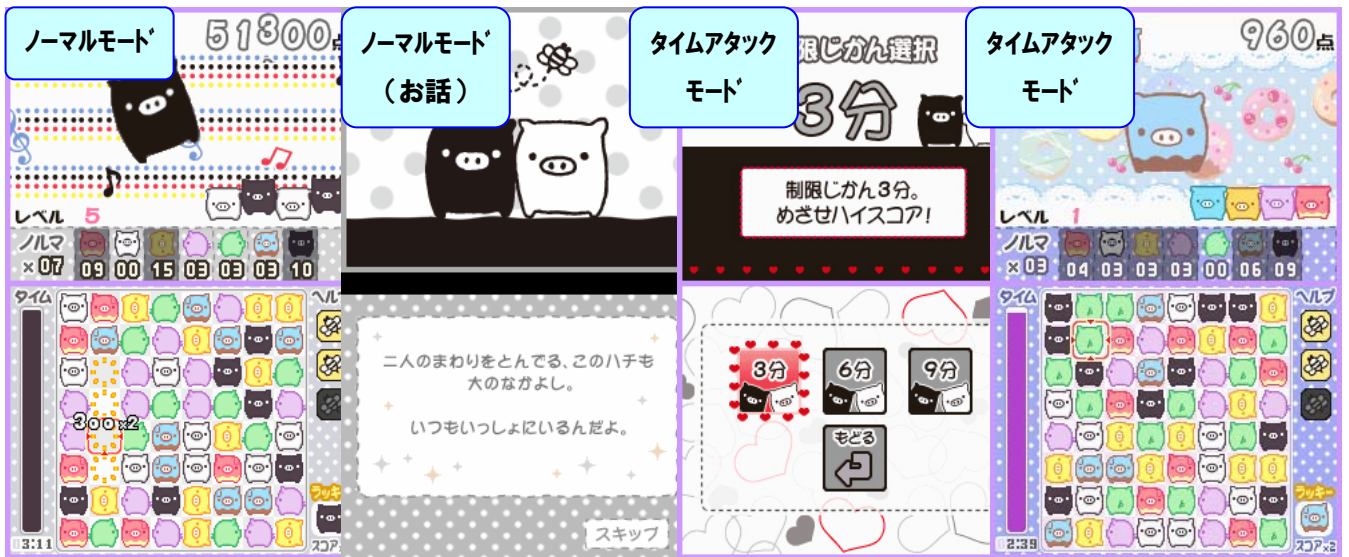 ノーマルモード
51300点
レベル 5
ノルマ
×07
09 00 15 03 03 03 10
タイム
ヘルプ
300x2
ラッキー
3:11
スコア×2
ノーマルモード
(お話)
二人のまわりをとんでる、このハチも
大のなかよし。
いつもいっしょにいるんだよ。
スキップ
タイムアタック
モード
限じかん選択
3分
制限じかん3分。
めざせハイスコア!
3分 6分 9分
もどる
タイムアタック
モード
960点
レベル 1
ノルマ
×03
04 03 03 03 00 06 09
タイム
ヘルプ
ラッキー
2:39
スコア×2